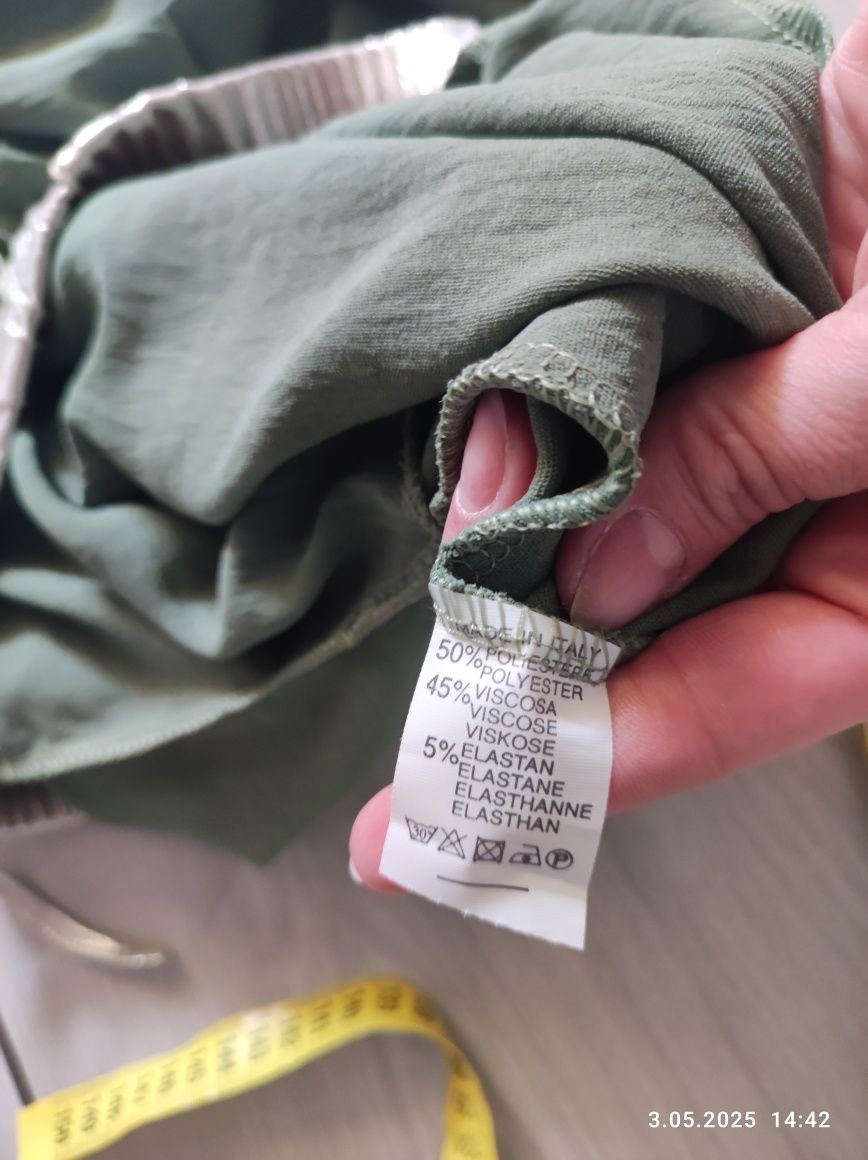 MADE IN ITALY
50% POLIESTERE
POLYESTER
45% VISCOSA
VISCOSE
VISKOSE
5% ELASTAN
ELASTANE
ELASTHANNE
ELASTHAN
30°
P
3.05.2025 14:42